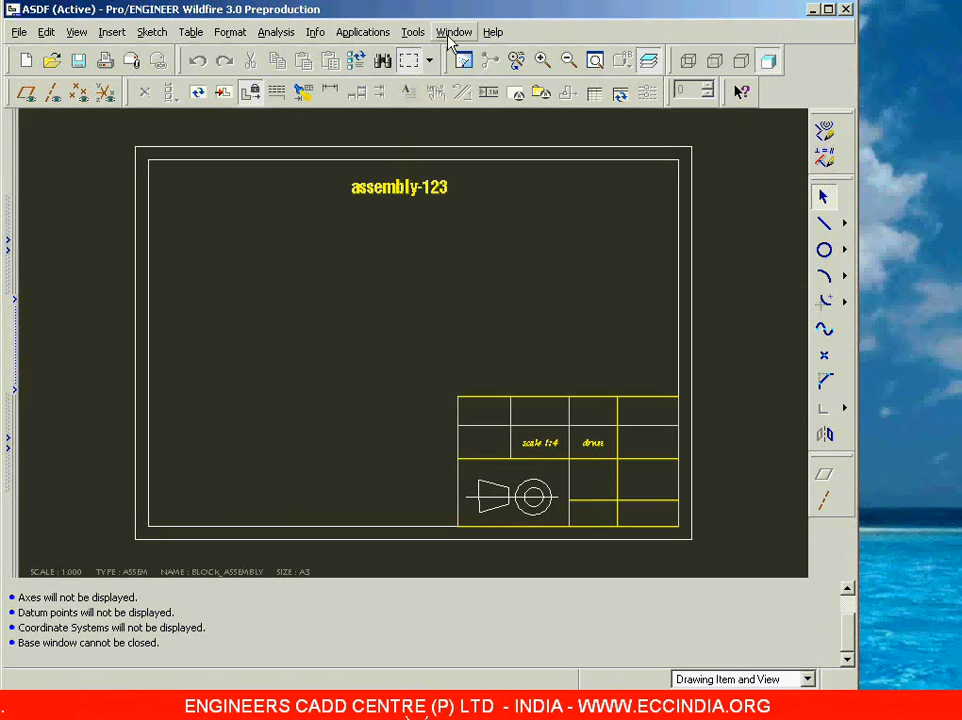 ASDF (Active) - Pro/ENGINEER Wildfire 3.0 Preproduction
File Edit View Insert Sketch Table Format Analysis Info Applications Tools Window Help
0
assembly-123
scale 1:4 drwn
SCALE : 1.000 TYPE : ASSEM NAME : BLOCK_ASSEMBLY SIZE : A3
Axes will not be displayed.
Datum points will not be displayed.
Coordinate Systems will not be displayed.
Base window cannot be closed.
Drawing Item and View
ENGINEERS CADD CENTRE (P) LTD - INDIA - WWW.ECCINDIA.ORG